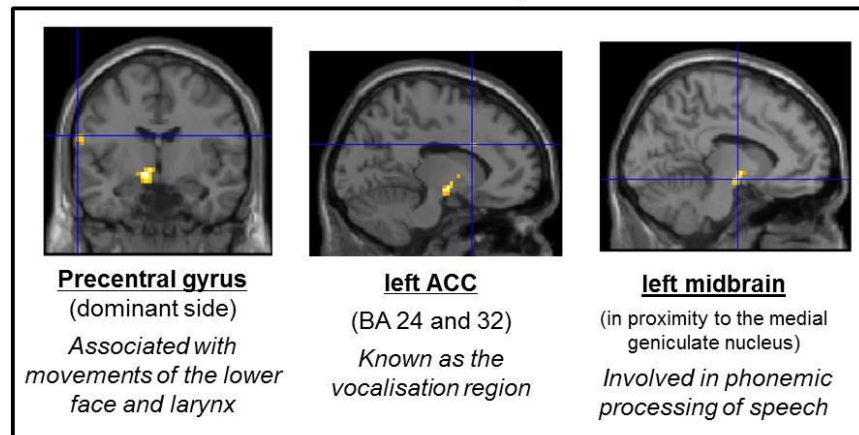 Precentral gyrus
(dominant side)
Associated with
movements of the lower
face and larynx
left ACC
(BA 24 and 32)
Known as the
vocalisation region
left midbrain
(in proximity to the medial
geniculate nucleus)
Involved in phonemic
processing of speech